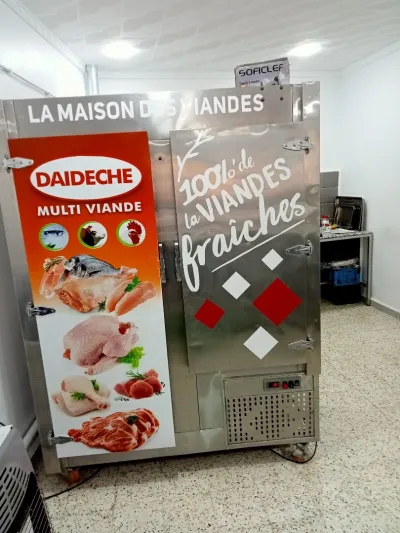 SOFICLEF
LA MAISON DES VIANDES
DAIDECHE
MULTI VIANDE
100% de
la VIANDES
fraîches